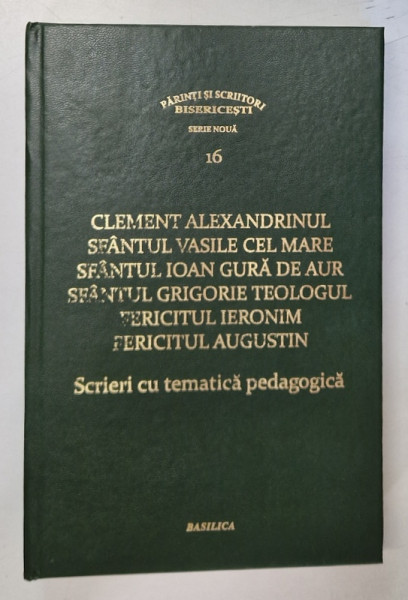 PĂRINȚI ȘI SCRIITORI
BISERICEȘTI
SERIE NOUĂ
16
CLEMENT ALEXANDRINUL
SFÂNTUL VASILE CEL MARE
SFÂNTUL IOAN GURĂ DE AUR
SFÂNTUL GRIGORIE TEOLOGUL
FERICITUL IERONIM
FERICITUL AUGUSTIN
Scrieri cu tematică pedagogică
BASILICA